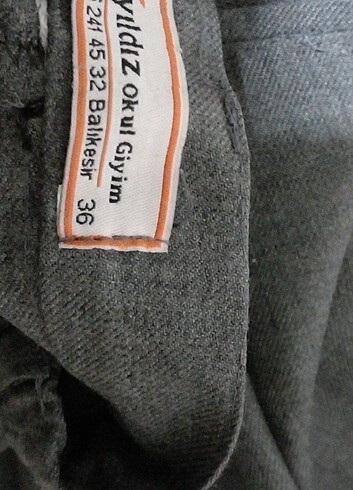 yıldız Okul Giyim
241 45 32 Balıkesir
36